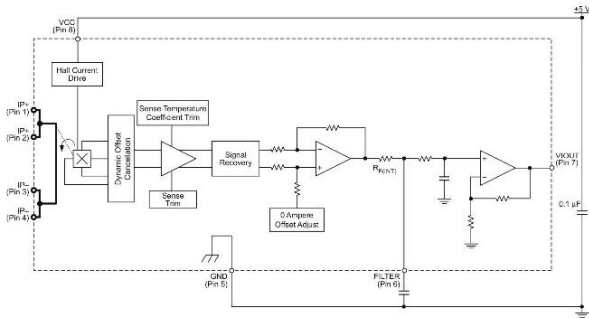 +5 V
VCC
(Pin 8)
Hall Current
Drive
IP+
(Pin 1)
IP+
(Pin 2)
IP−
(Pin 3)
IP−
(Pin 4)
Dynamic Offset
Cancellation
Sense Temperature
Coefficient Trim
Sense
Trim
Signal
Recovery
0 Ampere
Offset Adjust
RF(INT)
VIOUT
(Pin 7)
0.1 µF
GND
(Pin 5)
FILTER
(Pin 6)